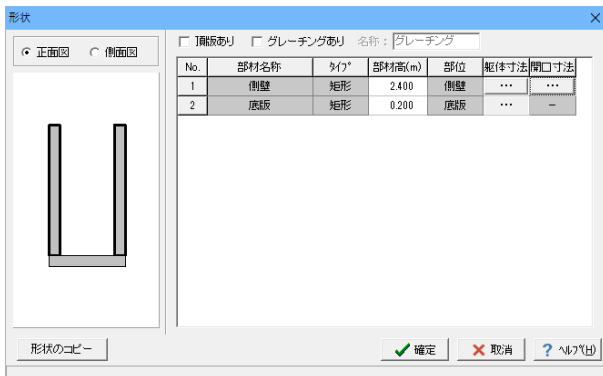 形状
正面図 側面図
頂版あり グレーチングあり 名称：グレーチング
No. 部材名称 ﾀｲﾌﾟ 部材高(m) 部位 躯体寸法 開口寸法
1 側壁 矩形 2.400 側壁 … …
2 底版 矩形 0.200 底版 … －
形状のコピー 確定 取消 ? ﾍﾙﾌﾟ(H)